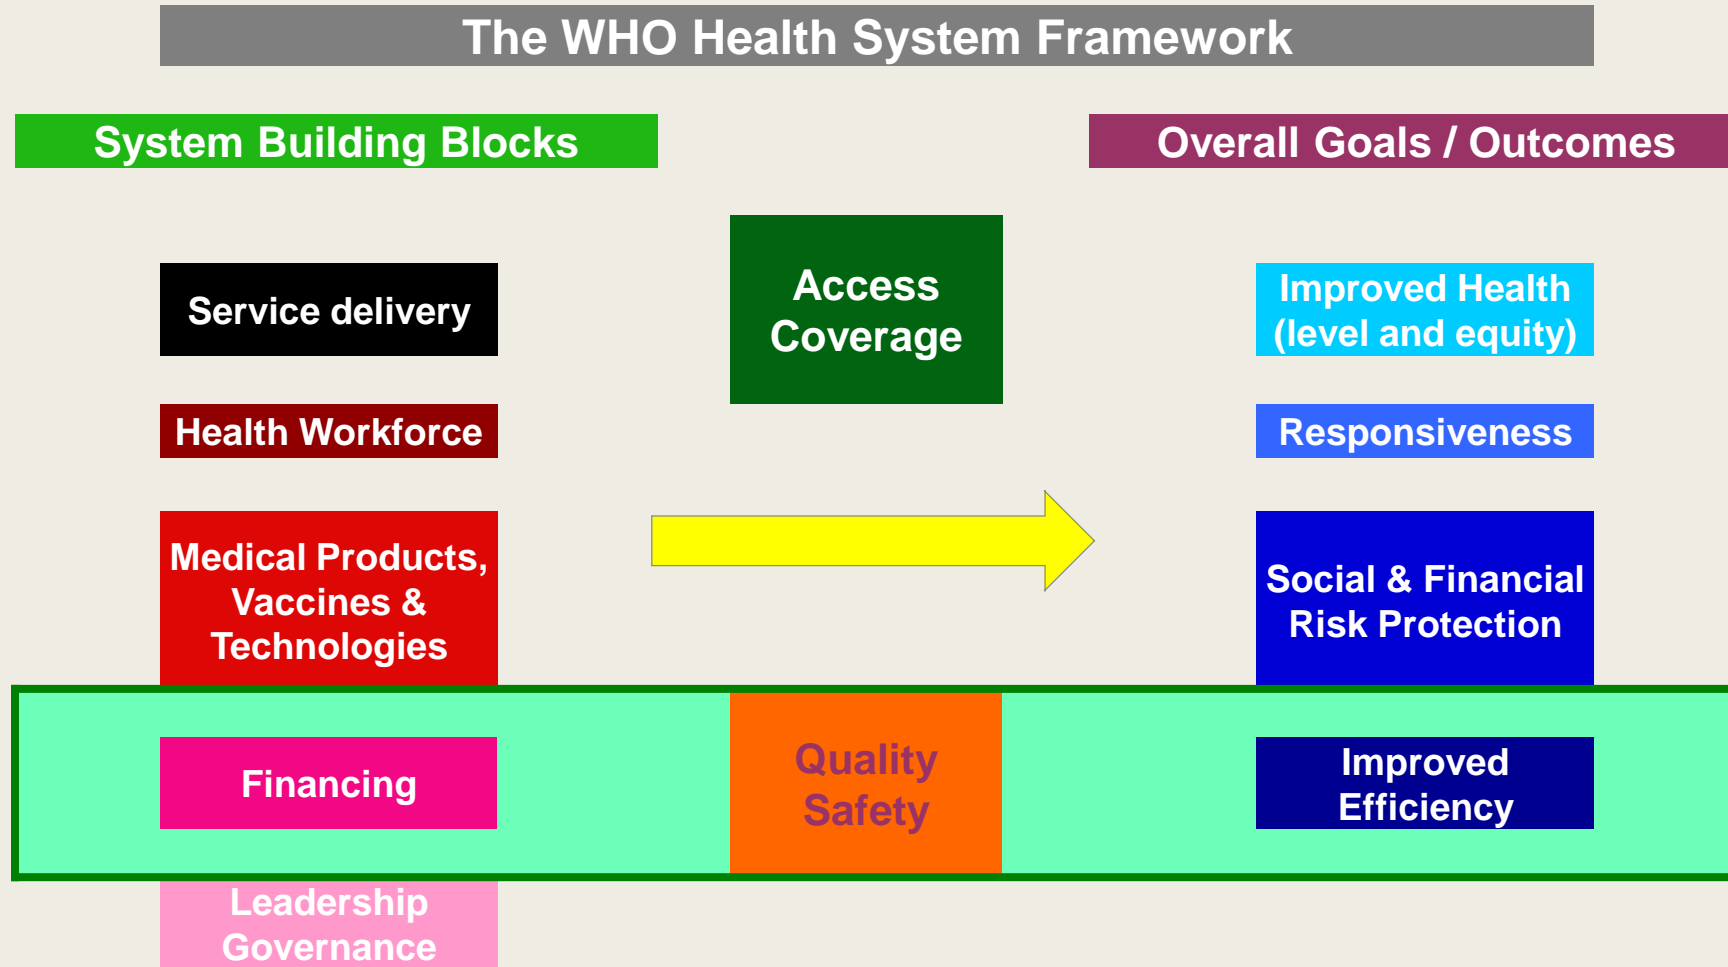 The WHO Health System Framework
System Building Blocks
Overall Goals / Outcomes
Service delivery
Health Workforce
Medical Products,
Vaccines &
Technologies
Financing
Leadership
Governance
Access
Coverage
Quality
Safety
Improved Health
(level and equity)
Responsiveness
Social & Financial
Risk Protection
Improved
Efficiency